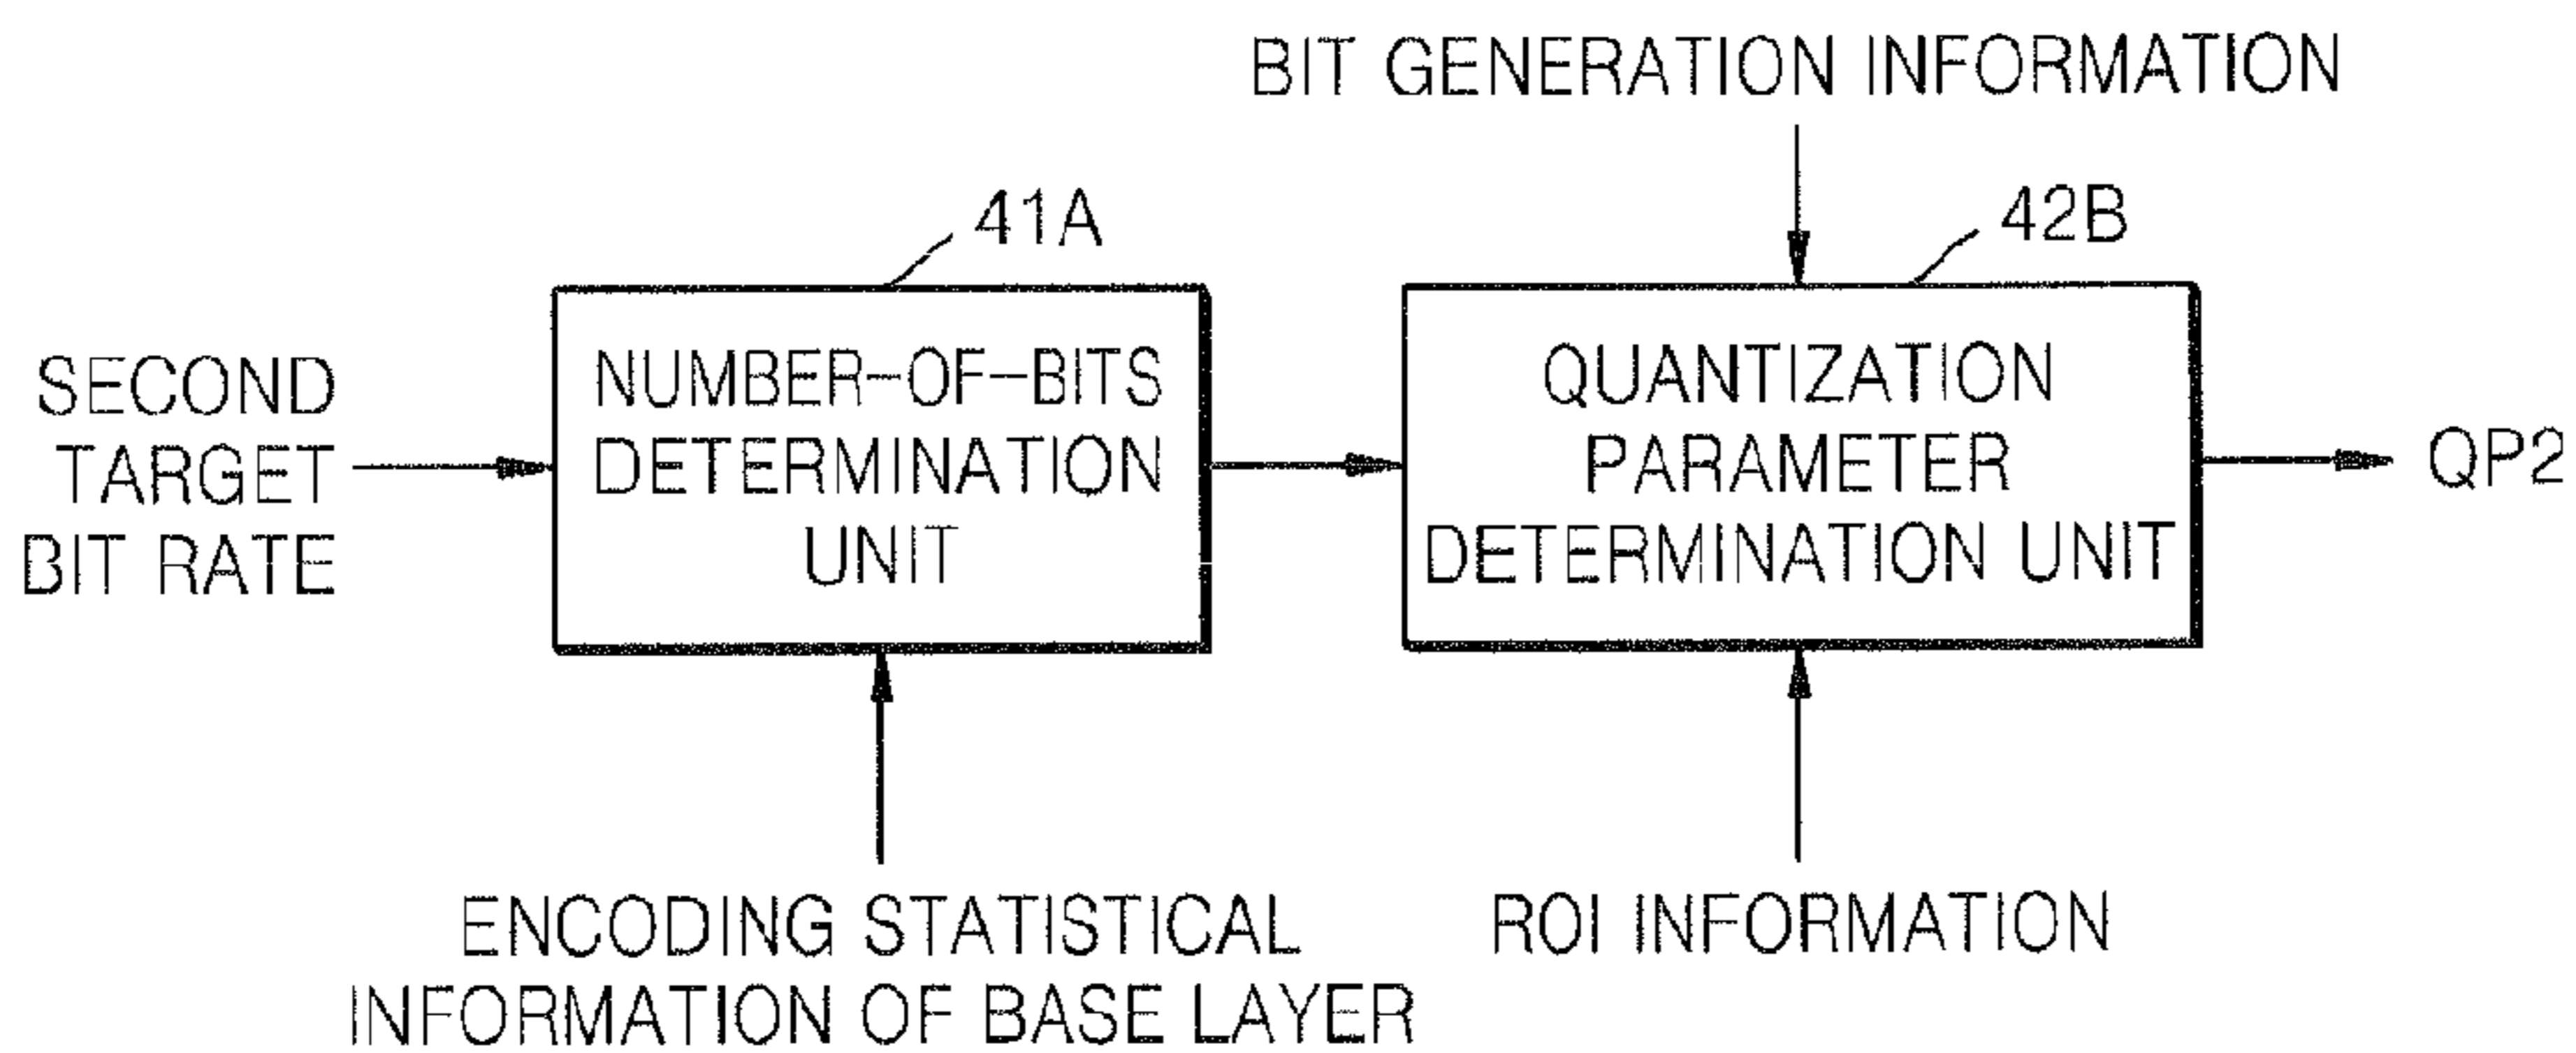 BIT GENERATION INFORMATION
41A
42B
SECOND
TARGET
BIT RATE
NUMBER-OF-BITS
DETERMINATION
UNIT
QUANTIZATION
PARAMETER
DETERMINATION UNIT
QP2
ENCODING STATISTICAL
INFORMATION OF BASE LAYER
ROI INFORMATION